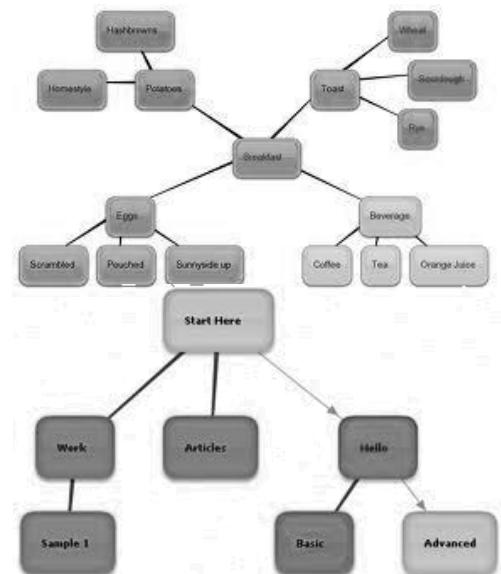 Hashbrowns
Wheat
Homestyle
Potatoes
Toast
Sourdough
Rye
Breakfast
Eggs
Beverage
Scrambled
Pouched
Sunnyside up
Coffee
Tea
Orange Juice
Start Here
Work
Articles
Hello
Sample 1
Basic
Advanced